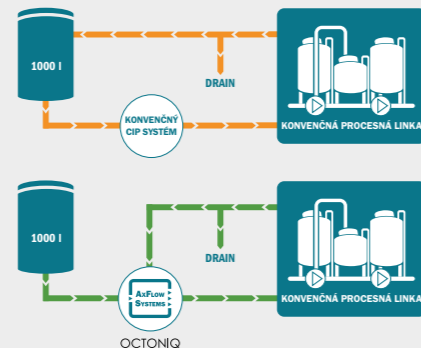 1000 l
DRAIN
KONVENČNÝ
CIP SYSTÉM
KONVENČNÁ PROCESNÁ LINKA
1000 l
DRAIN
AxFlow
Systems
KONVENČNÁ PROCESNÁ LINKA
OCTONIQ